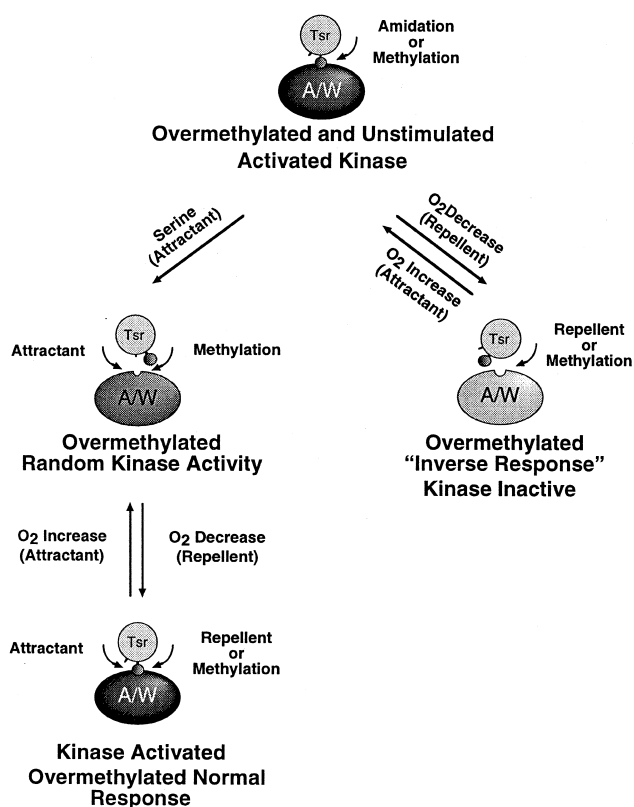 Tsr
Amidation
or
Methylation
A/W
Overmethylated and Unstimulated
Activated Kinase
Serine
(Attractant)
O2Decrease
(Repellent)
O2 Increase
(Attractant)
Tsr
Attractant
Methylation
A/W
Overmethylated
Random Kinase Activity
Tsr
Repellent
or
Methylation
A/W
Overmethylated
“Inverse Response”
Kinase Inactive
O2 Increase
(Attractant)
O2 Decrease
(Repellent)
Attractant
Tsr
Repellent
or
Methylation
A/W
Kinase Activated
Overmethylated Normal
Response